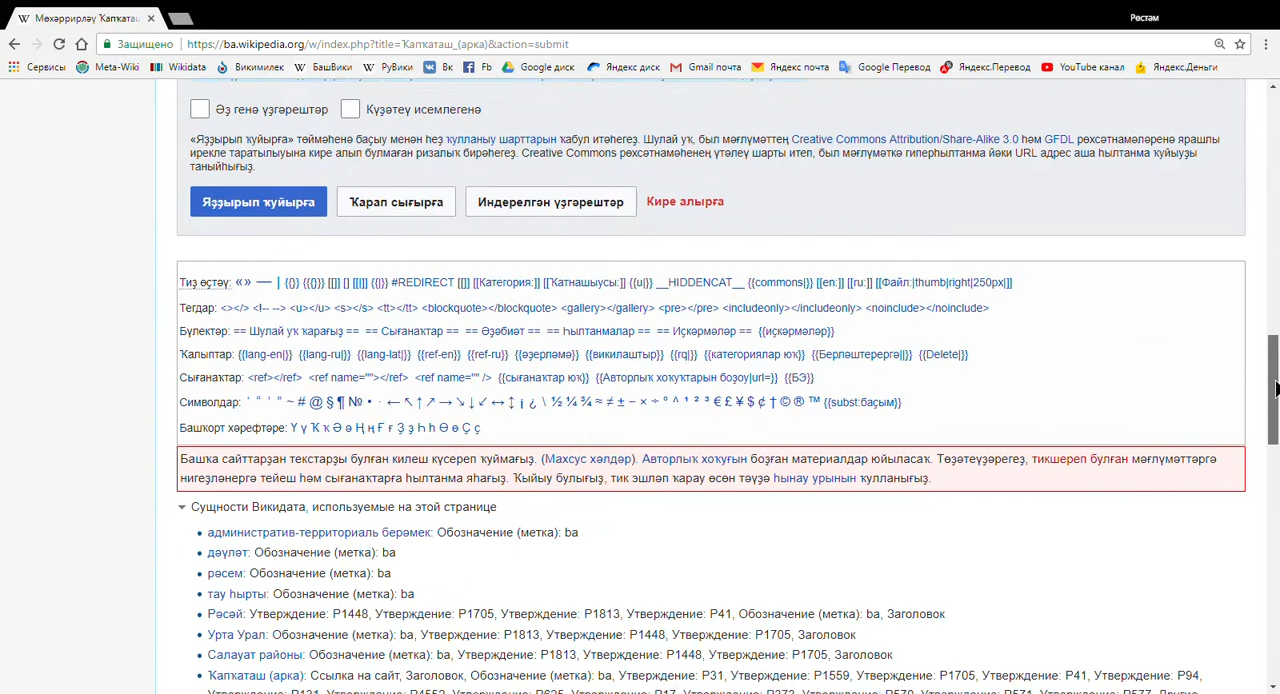 Мөхәррирләү Ҡапҡаташ
Рөстәм
Защищено https://ba.wikipedia.org/w/index.php?title=Ҡапҡаташ_(арка)&action=submit
Сервисы Meta-Wiki Wikidata Викимилек БашВики РуВики Вк Fb Google диск Яндекс диск Gmail почта Яндекс почта Google Перевод Яндекс.Перевод YouTube канал Яндекс.Деньги
Әҙ генә үҙгәрештәр Күҙәтеү исемлегенә
«Яҙҙырып ҡуйырға» төймәһенә баҫыу менән һеҙ ҡулланыу шарттарын ҡабул итәһегеҙ. Шулай уҡ, был мәғлүмәттең Creative Commons Attribution/Share-Alike 3.0 һәм GFDL рөхсәтнамәләренә ярашлы
ирекле таратылыуына кире алып булмаған ризалыҡ бирәһегеҙ. Creative Commons рөхсәтнамәһенең үтәлеү шарты итеп, был мәғлүмәткә гиперһылтанма йәки URL адрес аша һылтанма ҡуйыуҙы
таныйһығыҙ.
Яҙҙырып ҡуйырға Ҡарап сығырға Индерелгән үҙгәрештәр Кире алырға
Тиҙ өҫтәү: «» — | {{}} {{{}}} [[]] [] [[|]] {{|}} #REDIRECT [[]] [[Категория:]] [[Ҡатнашыусы:]] {{u|}} __HIDDENCAT__ {{commons|}} [[en:]] [[ru:]] [[Файл:|thumb|right|250px|]]
Тегдар: <></> <!-- --> <u></u> <s></s> <tt></tt> <blockquote></blockquote> <gallery></gallery> <pre></pre> <includeonly></includeonly> <noinclude></noinclude>
Бүлектәр: == Шулай уҡ ҡарағыҙ == == Сығанаҡтар == == Әҙәбиәт == == Һылтанмалар == == Иҫкәрмәләр == {{иҫкәрмәләр}}
Ҡалыптар: {{lang-en|}} {{lang-ru|}} {{lang-lat|}} {{ref-en}} {{ref-ru}} {{әҙерләмә}} {{викилаштыр}} {{rq|}} {{категориялар юҡ}} {{Берләштерергә||}} {{Delete|}}
Сығанаҡтар: <ref></ref> <ref name=""></ref> <ref name="" /> {{сығанаҡтар юҡ}} {{Авторлыҡ хоҡуҡтарын боҙоу|url=}} {{БЭ}}
Символдар: ‘ “ ’ ” ~ # @ § ¶ № • · ← ↖ ↑ ↗ → ↘ ↓ ↙ ↔ ↕ ¡ ¿ \ ½ ¼ ¾ ≈ ≠ ± − × ÷ ° ^ ¹ ² ³ € £ ¥ $ ¢ † © ® ™ {{subst:баҫым}}
Башҡорт хәрефтәре: Ү ү Ҡ ҡ Ә ә Ң ң Ғ ғ Ҙ ҙ Һ һ Ө ө Ҫ ҫ
Башҡа сайттарҙан текстарҙы булған килеш күсереп ҡуймағыҙ. (Махсус хәлдәр). Авторлыҡ хоҡуғын боҙған материалдар юйыласаҡ. Төҙәтеүҙәрегеҙ, тикшереп булған мәғлүмәттәргә
нигеҙләнергә тейеш һәм сығанаҡтарға һылтанма яһағыҙ. Ҡыйыу булығыҙ, тик эшләп ҡарау өсөн тәүҙә һынау урынын ҡулланығыҙ.
Сущности Викидата, используемые на этой странице
• административ-территориаль берәмек: Обозначение (метка): ba
• дәүләт: Обозначение (метка): ba
• рәсем: Обозначение (метка): ba
• тау һырты: Обозначение (метка): ba
• Рәсәй: Утверждение: P1448, Утверждение: P1705, Утверждение: P1813, Утверждение: P41, Обозначение (метка): ba, Заголовок
• Урта Урал: Обозначение (метка): ba, Утверждение: P1813, Утверждение: P1448, Утверждение: P1705, Заголовок
• Салауат районы: Обозначение (метка): ba, Утверждение: P1813, Утверждение: P1448, Утверждение: P1705, Заголовок
• Ҡапҡаташ (арка): Ссылка на сайт, Заголовок, Обозначение (метка): ba, Утверждение: P31, Утверждение: P1559, Утверждение: P1705, Утверждение: P41, Утверждение: P94,